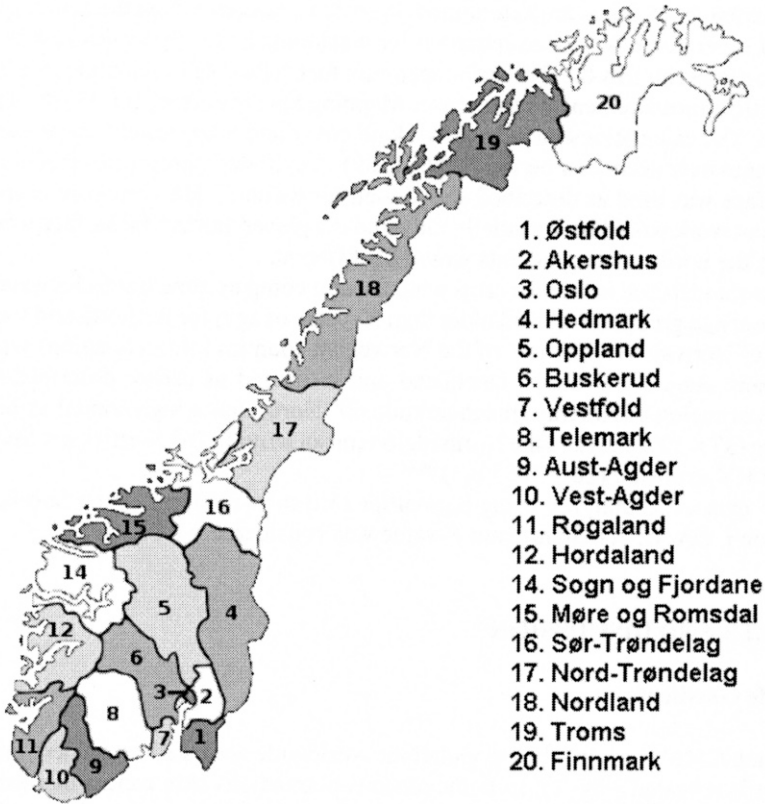 20
19
18
17
16
15
14
5
4
12
6
3
2
8
7
1
11
9
10
1. Østfold
2. Akershus
3. Oslo
4. Hedmark
5. Oppland
6. Buskerud
7. Vestfold
8. Telemark
9. Aust-Agder
10. Vest-Agder
11. Rogaland
12. Hordaland
14. Sogn og Fjordane
15. Møre og Romsdal
16. Sør-Trøndelag
17. Nord-Trøndelag
18. Nordland
19. Troms
20. Finnmark